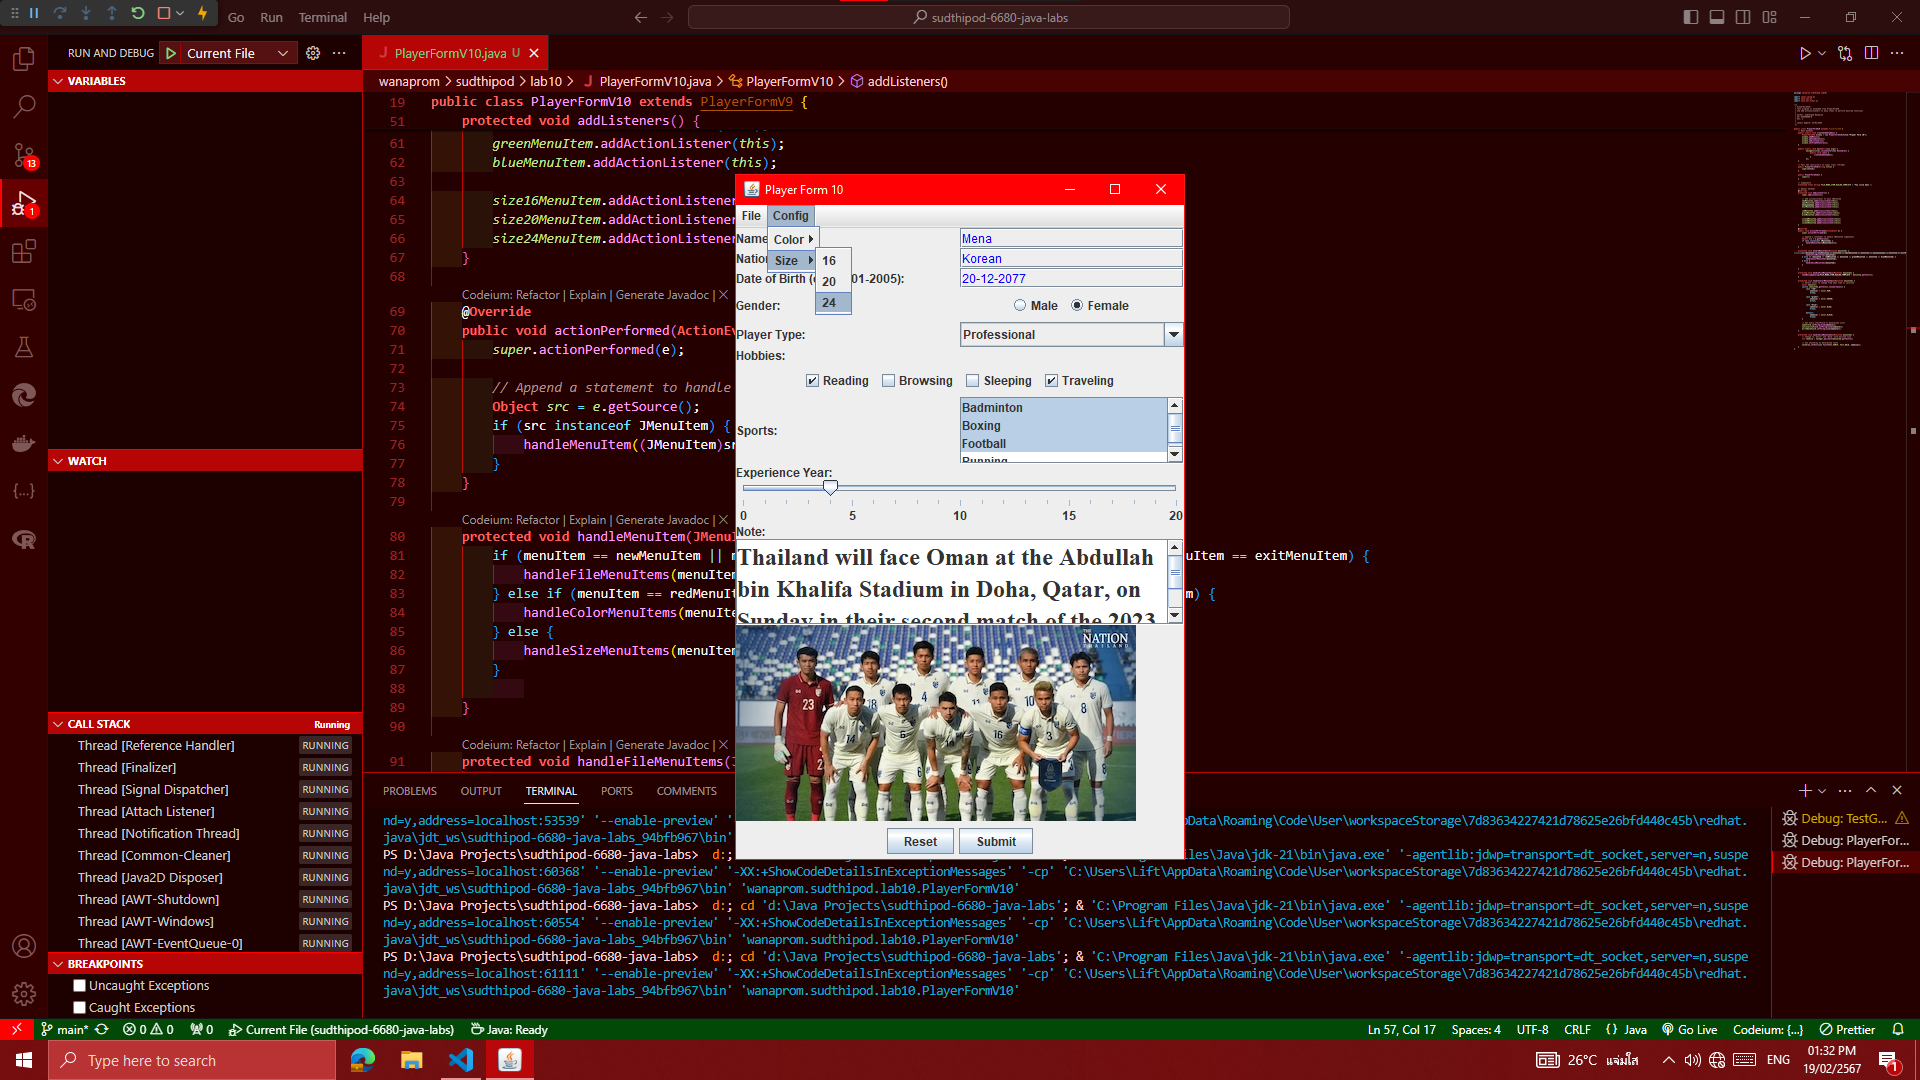 Go Run Terminal Help
sudthipod-6680-java-labs
RUN AND DEBUG Current File
PlayerFormV10.java U
VARIABLES
wanaprom > sudthipod > lab10 > PlayerFormV10.java > PlayerFormV10 > addListeners()
19 public class PlayerFormV10 extends PlayerFormV9 {
51 protected void addListeners() {
61 greenMenuItem.addActionListener(this);
62 blueMenuItem.addActionListener(this);
63
64 size16MenuItem.addActionListener
65 size20MenuItem.addActionListener
66 size24MenuItem.addActionListener
67 }
68
Codeium: Refactor | Explain | Generate Javadoc | X
69 @Override
70 public void actionPerformed(ActionEv
71 super.actionPerformed(e);
72
73 // Append a statement to handle
74 Object src = e.getSource();
75 if (src instanceof JMenuItem) {
76 handleMenuItem((JMenuItem)sr
77 }
78 }
79
Codeium: Refactor | Explain | Generate Javadoc | X
80 protected void handleMenuItem(JMenuI
81 if (menuItem == newMenuItem || m uItem == exitMenuItem) {
82 handleFileMenuItems(menuItem
83 } else if (menuItem == redMenuIt m) {
84 handleColorMenuItems(menuIte
85 } else {
86 handleSizeMenuItems(menuItem
87 }
88
89 }
90
Codeium: Refactor | Explain | Generate Javadoc | X
91 protected void handleFileMenuItems(J
Player Form 10
File Config
Color
Size
16
20
24
Name
Mena
Nation
Korean
Date of Birth (e 01-2005):
20-12-2077
Gender:
Male Female
Player Type:
Professional
Hobbies:
Reading Browsing Sleeping Traveling
Sports:
Badminton
Boxing
Football
Running
Experience Year:
0 5 10 15 20
Note:
Thailand will face Oman at the Abdullah
bin Khalifa Stadium in Doha, Qatar, on
Sunday in their second match of the 2023
THE NATION THAILAND
23 4 10 8 14 6 16 3
Reset Submit
WATCH
CALL STACK Running
Thread [Reference Handler] RUNNING
Thread [Finalizer] RUNNING
Thread [Signal Dispatcher] RUNNING
Thread [Attach Listener] RUNNING
Thread [Notification Thread] RUNNING
Thread [Common-Cleaner] RUNNING
Thread [Java2D Disposer] RUNNING
Thread [AWT-Shutdown] RUNNING
Thread [AWT-Windows] RUNNING
Thread [AWT-EventQueue-0] RUNNING
BREAKPOINTS
Uncaught Exceptions
Caught Exceptions
PROBLEMS OUTPUT TERMINAL PORTS COMMENTS
nd=y,address=localhost:53539' '--enable-preview' ' ppData\Roaming\Code\User\workspaceStorage\7d83634227421d78625e26bfd440c45b\redhat.
java\jdt_ws\sudthipod-6680-java-labs_94bfb967\bin'
PS D:\Java Projects\sudthipod-6680-java-labs> d:; iles\Java\jdk-21\bin\java.exe' '-agentlib:jdwp=transport=dt_socket,server=n,suspe
nd=y,address=localhost:60368' '--enable-preview' '-XX:+ShowCodeDetailsInExceptionMessages' '-cp' 'C:\Users\Lift\AppData\Roaming\Code\User\workspaceStorage\7d83634227421d78625e26bfd440c45b\redhat.
java\jdt_ws\sudthipod-6680-java-labs_94bfb967\bin' 'wanaprom.sudthipod.lab10.PlayerFormV10'
PS D:\Java Projects\sudthipod-6680-java-labs> d:; cd 'd:\Java Projects\sudthipod-6680-java-labs'; & 'C:\Program Files\Java\jdk-21\bin\java.exe' '-agentlib:jdwp=transport=dt_socket,server=n,suspe
nd=y,address=localhost:60554' '--enable-preview' '-XX:+ShowCodeDetailsInExceptionMessages' '-cp' 'C:\Users\Lift\AppData\Roaming\Code\User\workspaceStorage\7d83634227421d78625e26bfd440c45b\redhat.
java\jdt_ws\sudthipod-6680-java-labs_94bfb967\bin' 'wanaprom.sudthipod.lab10.PlayerFormV10'
PS D:\Java Projects\sudthipod-6680-java-labs> d:; cd 'd:\Java Projects\sudthipod-6680-java-labs'; & 'C:\Program Files\Java\jdk-21\bin\java.exe' '-agentlib:jdwp=transport=dt_socket,server=n,suspe
nd=y,address=localhost:61111' '--enable-preview' '-XX:+ShowCodeDetailsInExceptionMessages' '-cp' 'C:\Users\Lift\AppData\Roaming\Code\User\workspaceStorage\7d83634227421d78625e26bfd440c45b\redhat.
java\jdt_ws\sudthipod-6680-java-labs_94bfb967\bin' 'wanaprom.sudthipod.lab10.PlayerFormV10'
Debug: TestG...
Debug: PlayerFor...
Debug: PlayerFor...
main* 0 0 0 Current File (sudthipod-6680-java-labs) Java: Ready
Ln 57, Col 17 Spaces: 4 UTF-8 CRLF {} Java Go Live Codeium: {...} Prettier
Type here to search
26°C แจ่มใส ENG 01:32 PM
19/02/2567
13
1
1